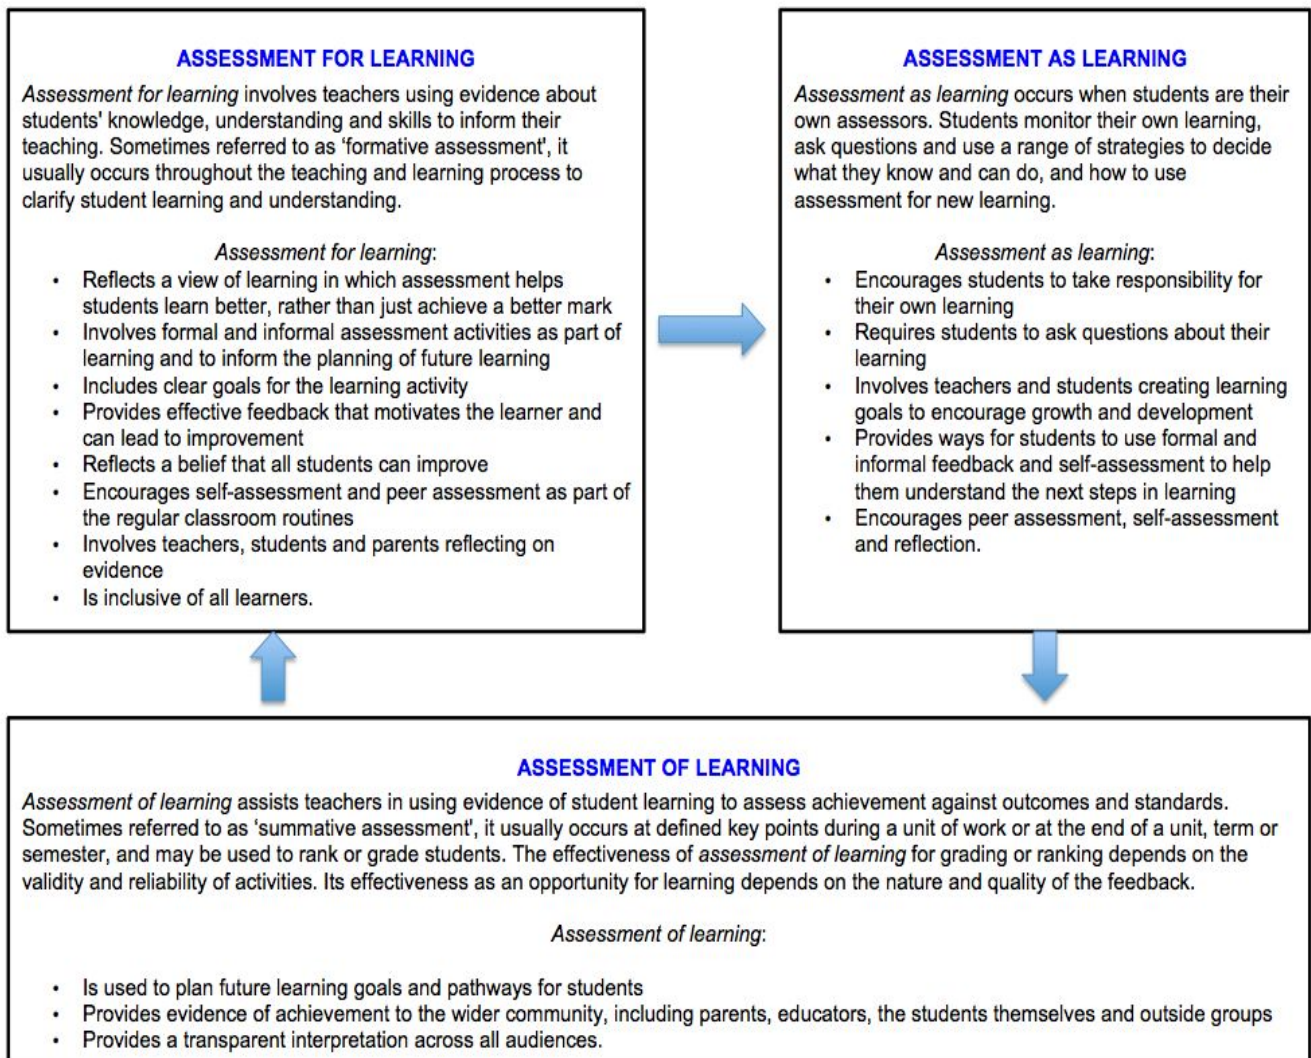 ASSESSMENT FOR LEARNING
Assessment for learning involves teachers using evidence about
students' knowledge, understanding and skills to inform their
teaching. Sometimes referred to as 'formative assessment', it
usually occurs throughout the teaching and learning process to
clarify student learning and understanding.
Assessment for learning:
• Reflects a view of learning in which assessment helps
students learn better, rather than just achieve a better mark
• Involves formal and informal assessment activities as part of
learning and to inform the planning of future learning
• Includes clear goals for the learning activity
• Provides effective feedback that motivates the learner and
can lead to improvement
• Reflects a belief that all students can improve
• Encourages self-assessment and peer assessment as part of
the regular classroom routines
• Involves teachers, students and parents reflecting on
evidence
• Is inclusive of all learners.
ASSESSMENT AS LEARNING
Assessment as learning occurs when students are their
own assessors. Students monitor their own learning,
ask questions and use a range of strategies to decide
what they know and can do, and how to use
assessment for new learning.
Assessment as learning:
• Encourages students to take responsibility for
their own learning
• Requires students to ask questions about their
learning
• Involves teachers and students creating learning
goals to encourage growth and development
• Provides ways for students to use formal and
informal feedback and self-assessment to help
them understand the next steps in learning
• Encourages peer assessment, self-assessment
and reflection.
ASSESSMENT OF LEARNING
Assessment of learning assists teachers in using evidence of student learning to assess achievement against outcomes and standards.
Sometimes referred to as 'summative assessment', it usually occurs at defined key points during a unit of work or at the end of a unit, term or
semester, and may be used to rank or grade students. The effectiveness of assessment of learning for grading or ranking depends on the
validity and reliability of activities. Its effectiveness as an opportunity for learning depends on the nature and quality of the feedback.
Assessment of learning:
• Is used to plan future learning goals and pathways for students
• Provides evidence of achievement to the wider community, including parents, educators, the students themselves and outside groups
• Provides a transparent interpretation across all audiences.